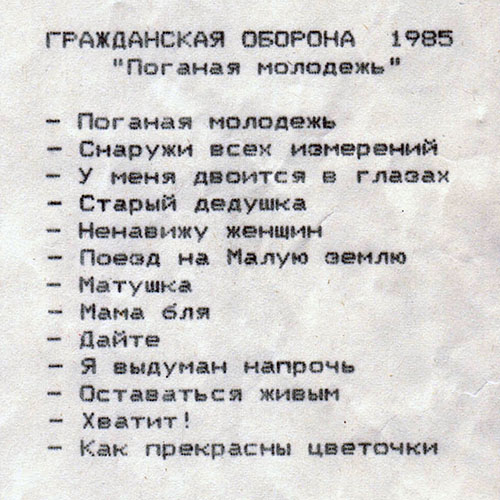 ГРАЖДАНСКАЯ ОБОРОНА 1985
"Поганая молодежь"
- Поганая молодежь
- Снаружи всех измерений
- У меня двоится в глазах
- Старый дедушка
- Ненавижу женщин
- Поезд на Малую землю
- Матушка
- Мама бля
- Дайте
- Я выдуман напрочь
- Оставаться живым
- Хватит!
- Как прекрасны цветочки